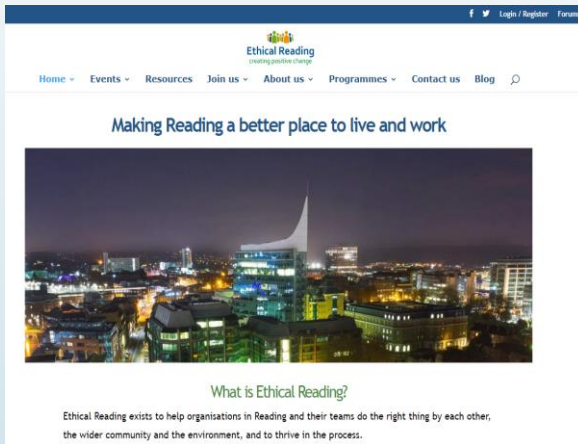 Login / Register Forum
Ethical Reading
creating positive change
Home Events Resources Join us About us Programmes Contact us Blog
Making Reading a better place to live and work
What is Ethical Reading?
Ethical Reading exists to help organisations in Reading and their teams do the right thing by each other,
the wider community and the environment, and to thrive in the process.